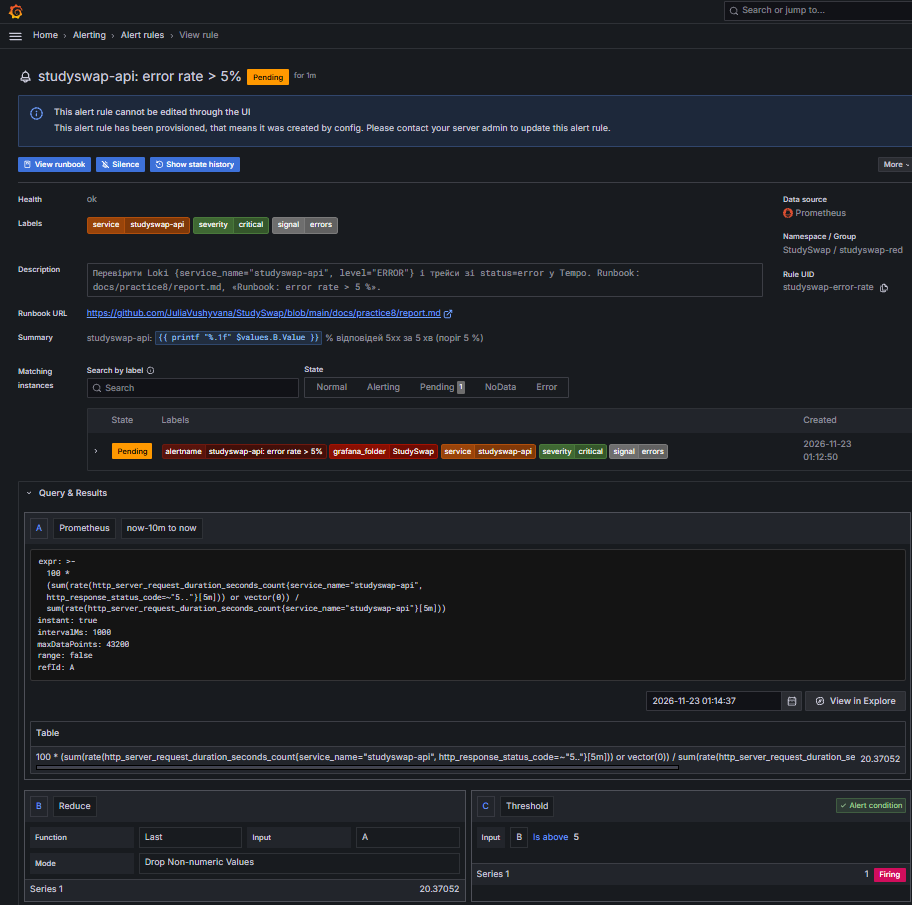 Search or jump to...
Home › Alerting › Alert rules › View rule
studyswap-api: error rate > 5% Pending for 1m
This alert rule cannot be edited through the UI
This alert rule has been provisioned, that means it was created by config. Please contact your server admin to update this alert rule.
View runbook Silence Show state history More
Health ok
Labels service studyswap-api severity critical signal errors
Data source
Prometheus
Namespace / Group
StudySwap / studyswap-red
Rule UID
studyswap-error-rate
Description Перевірити Loki {service_name="studyswap-api", level="ERROR"} і трейси зі status=error у Tempo. Runbook:
docs/practice8/report.md, «Runbook: error rate > 5 %».
Runbook URL https://github.com/JuliaVushyvana/StudySwap/blob/main/docs/practice8/report.md
Summary studyswap-api: {{ printf "%.1f" $values.B.Value }} % відповідей 5xx за 5 хв (поріг 5 %)
Matching
instances
Search by label
Search
State
Normal Alerting Pending 1 NoData Error
State Labels Created
Pending alertname studyswap-api: error rate > 5% grafana_folder StudySwap service studyswap-api severity critical signal errors 2026-11-23
01:12:50
Query & Results
A Prometheus now-10m to now
expr: >-
100 *
(sum(rate(http_server_request_duration_seconds_count{service_name="studyswap-api",
http_response_status_code=~"5.."}[5m])) or vector(0)) /
sum(rate(http_server_request_duration_seconds_count{service_name="studyswap-api"}[5m]))
instant: true
intervalMs: 1000
maxDataPoints: 43200
range: false
refId: A
2026-11-23 01:14:37 View in Explore
Table
100 * (sum(rate(http_server_request_duration_seconds_count{service_name="studyswap-api", http_response_status_code=~"5.."}[5m])) or vector(0)) / sum(rate(http_server_request_duration_se 20.37052
B Reduce
Function Last Input A
Mode Drop Non-numeric Values
Series 1 20.37052
C Threshold ✓ Alert condition
Input B Is above 5
Series 1 1 Firing